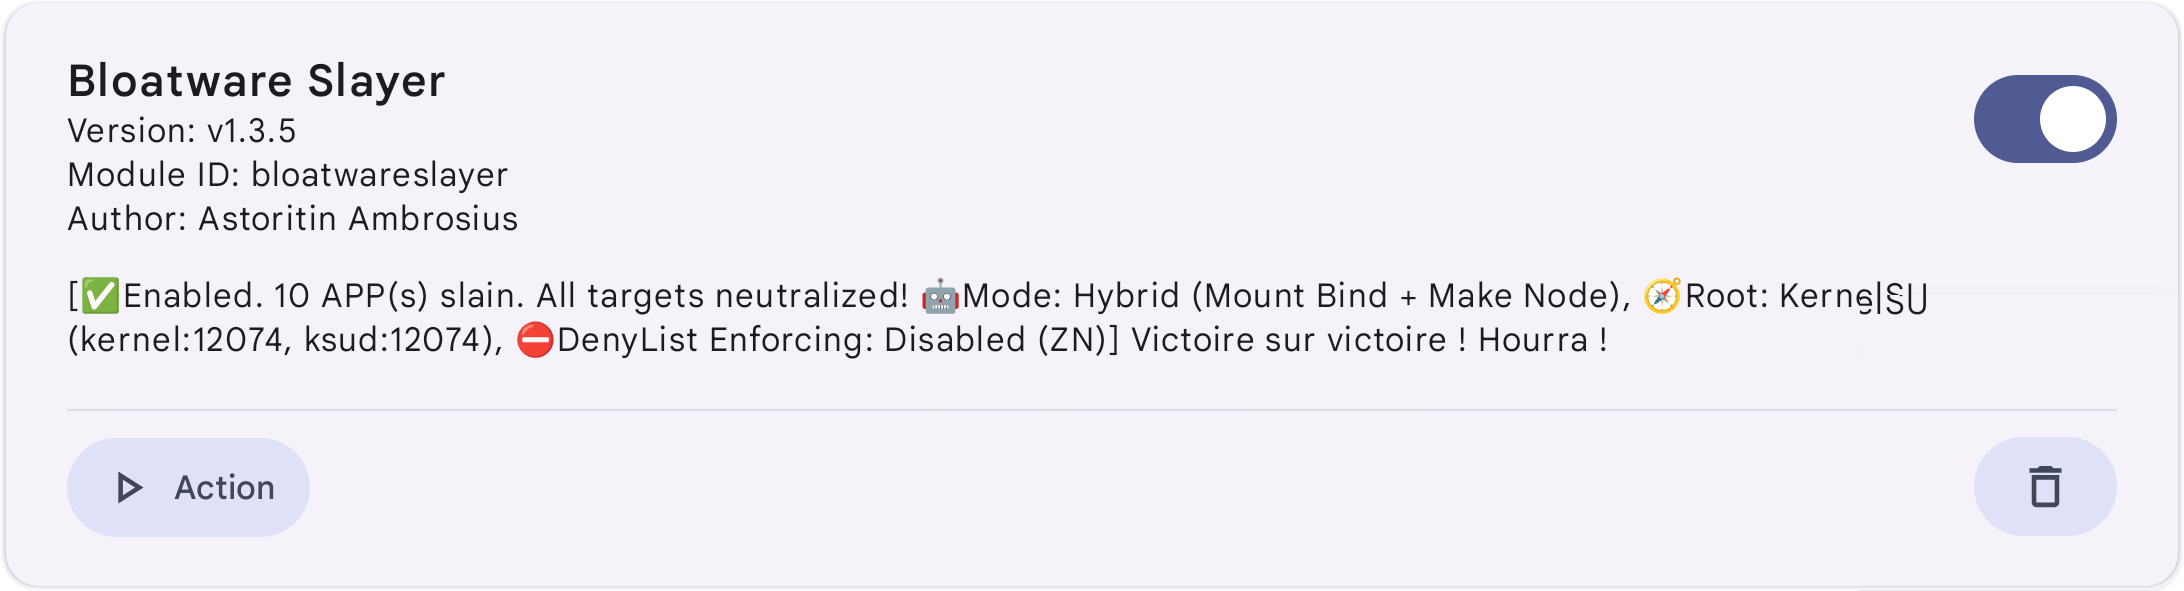 Bloatware Slayer
Version: v1.3.5
Module ID: bloatwareslayer
Author: Astoritin Ambrosius
[✅Enabled. 10 APP(s) slain. All targets neutralized! 🤖Mode: Hybrid (Mount Bind + Make Node), 🧭Root: KernelSU
(kernel:12074, ksud:12074), ⛔DenyList Enforcing: Disabled (ZN)] Victoire sur victoire ! Hourra !
Action